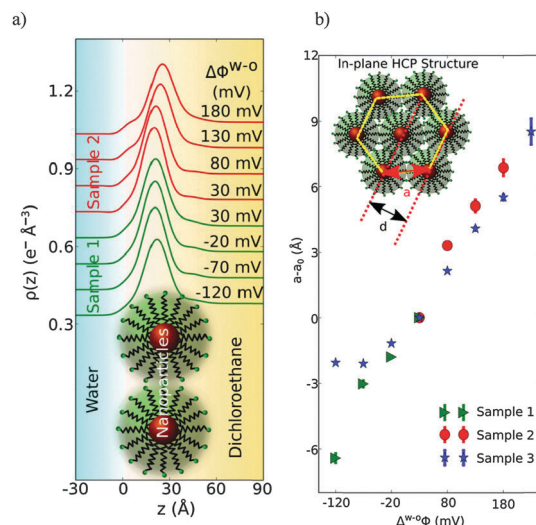 a)
b)
ΔΦʷ⁻ᵒ
(mV)
180 mV
130 mV
80 mV
30 mV
30 mV
-20 mV
-70 mV
-120 mV
Sample 2
Sample 1
Water
Nanoparticles
Dichloroethane
ρ(z) (e⁻ Å⁻³)
1.2
0.9
0.6
0.3
-30
0
30
60
90
z (Å)
In-plane HCP Structure
a
d
a-a₀ (Å)
12
9
6
3
0
-3
-6
Sample 1
Sample 2
Sample 3
-120
-20
80
180
Δʷ⁻ᵒΦ (mV)